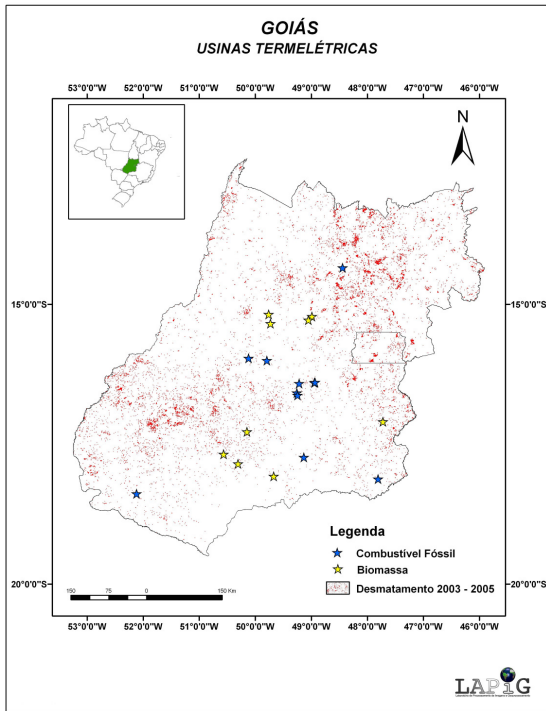 GOIÁS
USINAS TERMELÉTRICAS
53°0'0"S 52°0'0"S 51°0'0"S 50°0'0"S 49°0'0"S 48°0'0"S 47°0'0"S 46°0'0"S
N
15°0'0"S 15°0'0"S
Legenda
Combustível Fóssil
Biomassa
Desmatamento 2003 - 2005
20°0'0"S 20°0'0"S
150 75 0 150 Km
53°0'0"S 52°0'0"S 51°0'0"S 50°0'0"S 49°0'0"S 48°0'0"S 47°0'0"S 46°0'0"S
LAPiG